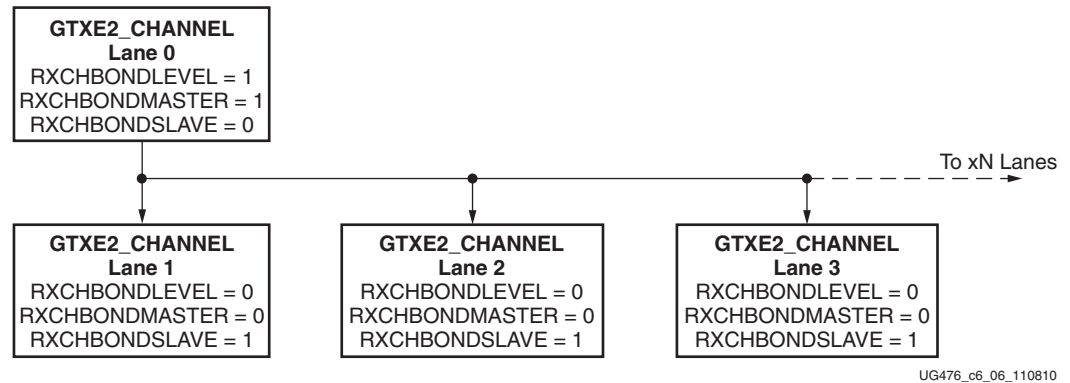 GTXE2_CHANNEL
Lane 0
RXCHBONDLEVEL = 1
RXCHBONDMASTER = 1
RXCHBONDSLAVE = 0
To xN Lanes
GTXE2_CHANNEL
Lane 1
RXCHBONDLEVEL = 0
RXCHBONDMASTER = 0
RXCHBONDSLAVE = 1
GTXE2_CHANNEL
Lane 2
RXCHBONDLEVEL = 0
RXCHBONDMASTER = 0
RXCHBONDSLAVE = 1
GTXE2_CHANNEL
Lane 3
RXCHBONDLEVEL = 0
RXCHBONDMASTER = 0
RXCHBONDSLAVE = 1
UG476_c6_06_110810